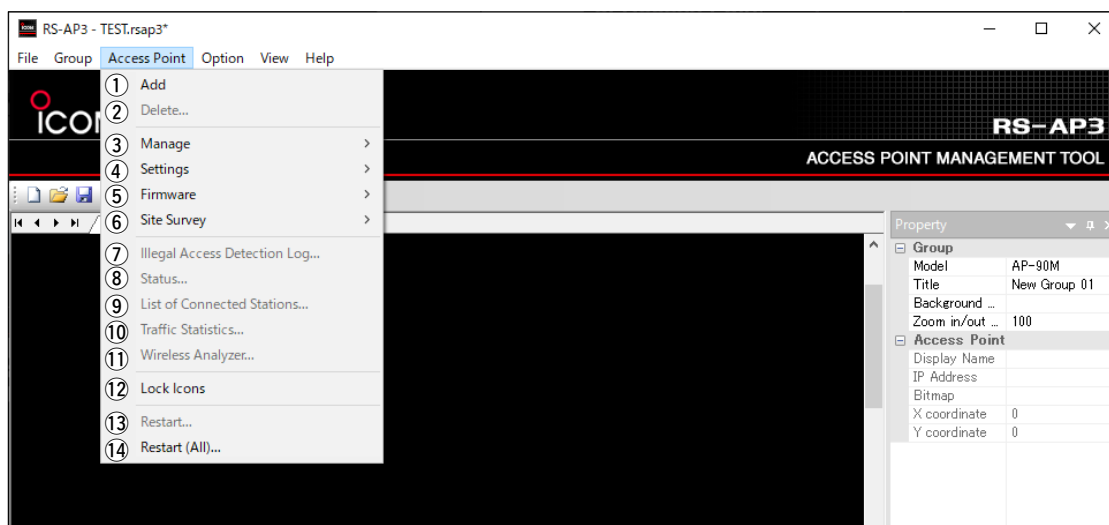 RS-AP3 - TEST.rsap3*
File Group Access Point Option View Help
① Add
② Delete...
③ Manage
④ Settings
⑤ Firmware
⑥ Site Survey
⑦ Illegal Access Detection Log...
⑧ Status...
⑨ List of Connected Stations...
⑩ Traffic Statistics...
⑪ Wireless Analyzer...
⑫ Lock Icons
⑬ Restart...
⑭ Restart (All)...
RS-AP3
ACCESS POINT MANAGEMENT TOOL
Property
Group
Model AP-90M
Title New Group 01
Background ...
Zoom in/out ... 100
Access Point
Display Name
IP Address
Bitmap
X coordinate 0
Y coordinate 0